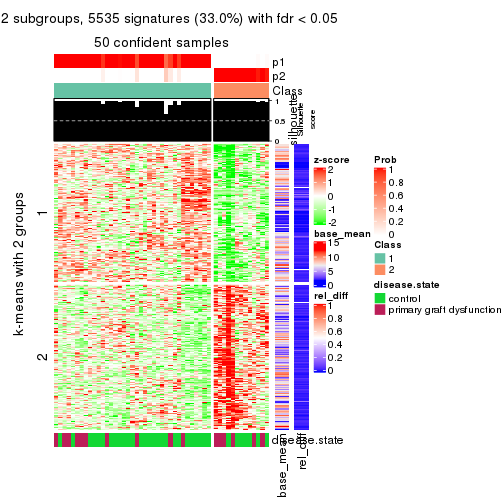 2 subgroups, 5535 signatures (33.0%) with fdr < 0.05
50 confident samples
p1
p2
Class
1
0.5
0
silhouette
Silhouette
score
k-means with 2 groups
1
2
disease.state
base_mean
rel_diff
z-score
2
1
0
-1
-2
base_mean
15
10
5
0
rel_diff
1
0.8
0.6
0.4
0.2
0
Prob
1
0.8
0.6
0.4
0.2
0
Class
1
2
disease.state
control
primary graft dysfunction